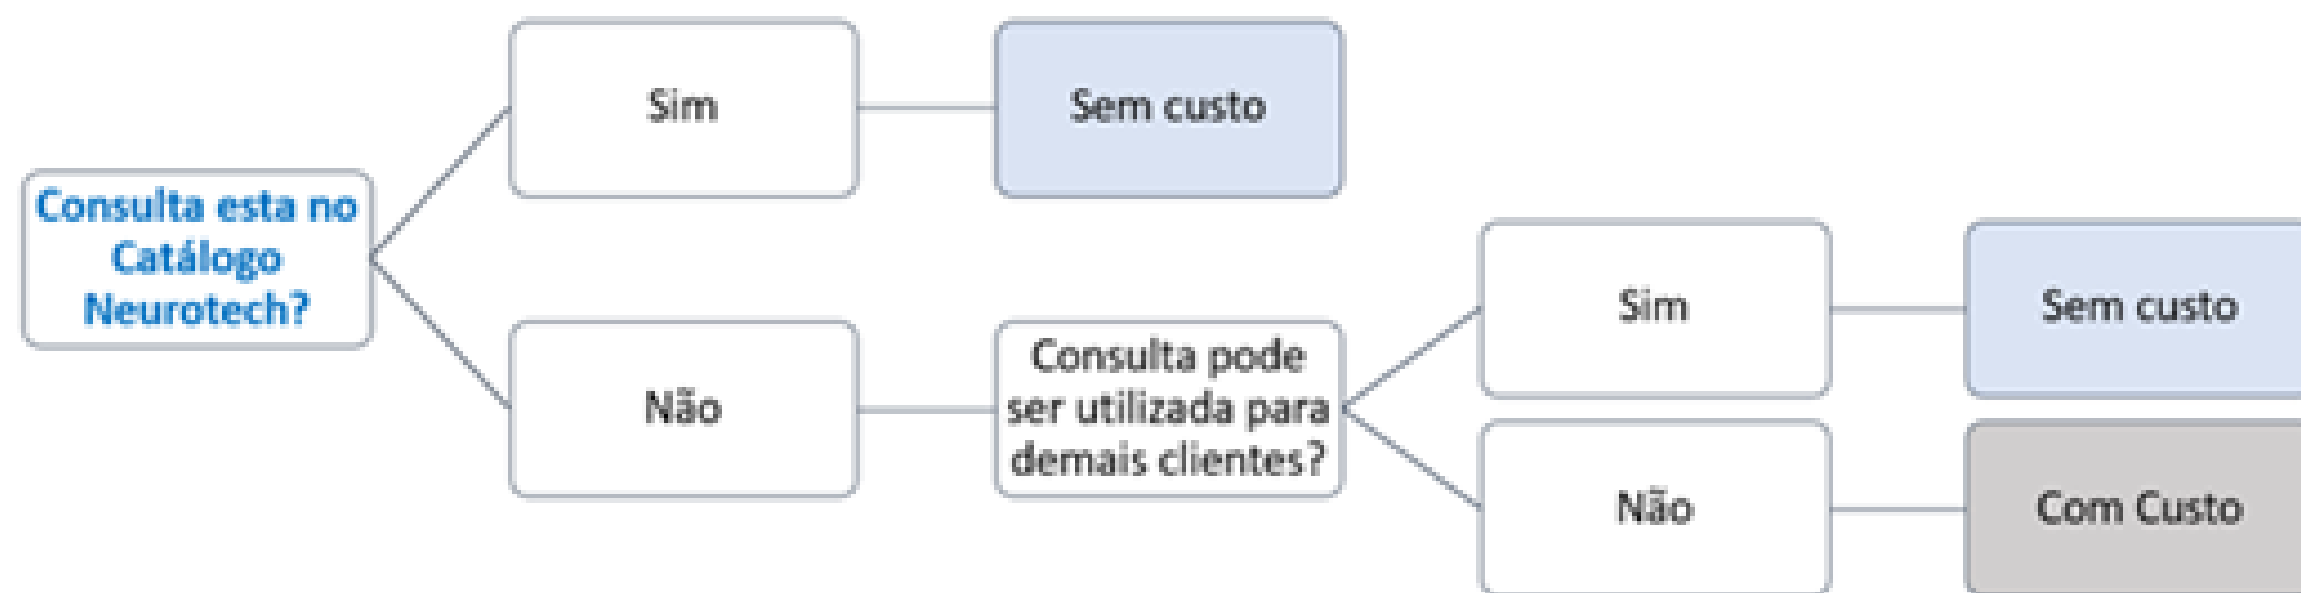 Sim
Sem custo
Consulta esta no
Catálogo
Neurotech?
Não
Consulta pode
ser utilizada para
demais clientes?
Sim
Sem custo
Não
Com Custo